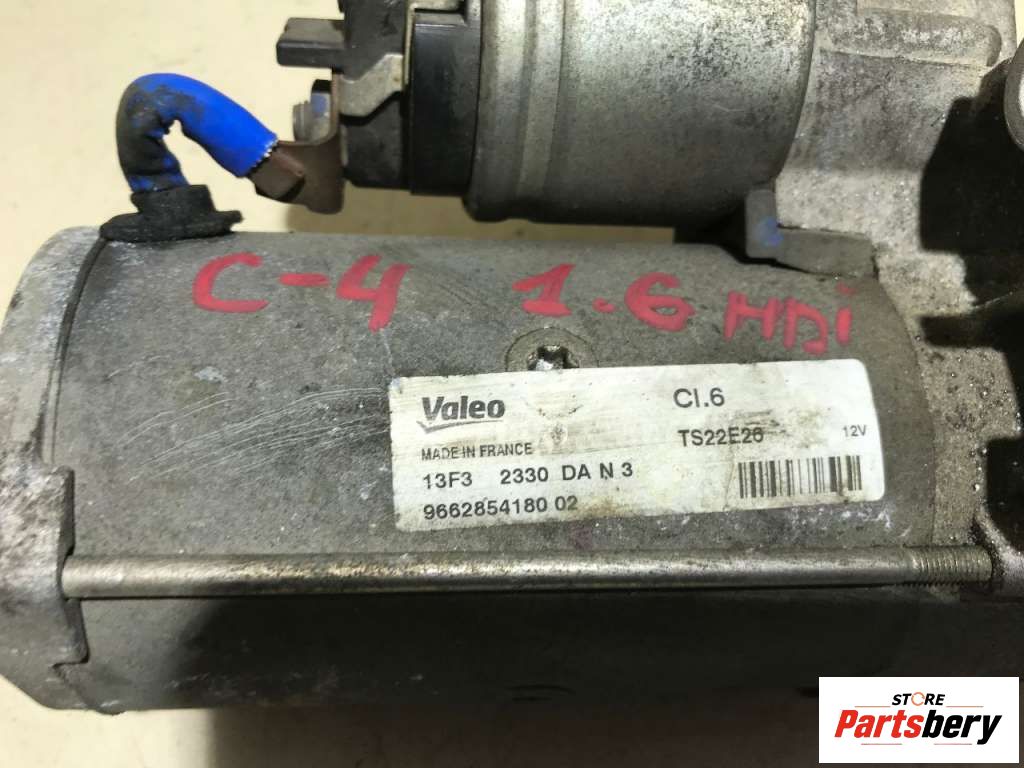 C-4 1.6 HDi
Valeo CI.6
MADE IN FRANCE TS22E26 12V
13F3 2330 DA N 3
9662854180 02
STORE
Partsbery